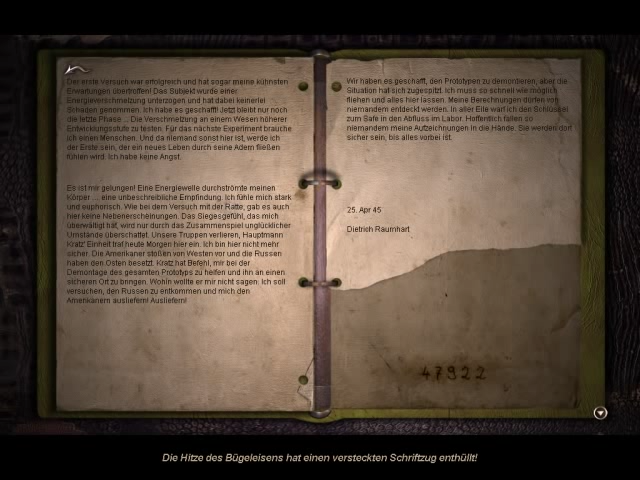 Der erste Versuch war erfolgreich und hat sogar meine kühnsten
Erwartungen übertroffen! Das Subjekt wurde einer
Energieverschmelzung unterzogen und hat dabei keinerlei
Schaden genommen. Ich habe es geschafft! Jetzt bleibt nur noch
die letzte Phase ... Die Verschmelzung an einem Wesen höherer
Entwicklungsstufe zu testen. Für das nächste Experiment brauche
ich einen Menschen. Und da niemand sonst hier ist, werde ich
der Erste sein, der ein neues Leben durch seine Adern fließen
fühlen wird. Ich habe keine Angst.
Es ist mir gelungen! Eine Energiewelle durchströmte meinen
Körper ... eine unbeschreibliche Empfindung. Ich fühle mich stark
und euphorisch. Wie bei dem Versuch mit der Ratte, gab es auch
hier keine Nebenerscheinungen. Das Siegesgefühl, das mich
überwältigt hat, wird nur durch das Zusammenspiel unglücklicher
Umstände überschattet. Unsere Truppen verlieren, Hauptmann
Kratz' Einheit traf heute Morgen hier ein. Ich bin hier nicht mehr
sicher. Die Amerikaner stoßen von Westen vor und die Russen
haben den Osten besetzt. Kratz hat Befehl, mir bei der
Demontage des gesamten Prototyps zu helfen und ihn an einen
sicheren Ort zu bringen. Wohin wollte er mir nicht sagen. Ich soll
versuchen, den Russen zu entkommen und mich den
Amerikanern ausliefern! Ausliefern!
Wir haben es geschafft, den Prototypen zu demontieren, aber die
Situation hat sich zugespitzt. Ich muss so schnell wie möglich
fliehen und alles hier lassen. Meine Berechnungen dürfen von
niemandem entdeckt werden. In aller Eile warf ich den Schlüssel
zum Safe in den Abfluss im Labor. Hoffentlich fallen so
niemandem meine Aufzeichnungen in die Hände. Sie werden dort
sicher sein, bis alles vorbei ist.
25. Apr 45
Dietrich Raumhart
47922
Die Hitze des Bügeleisens hat einen versteckten Schriftzug enthüllt!